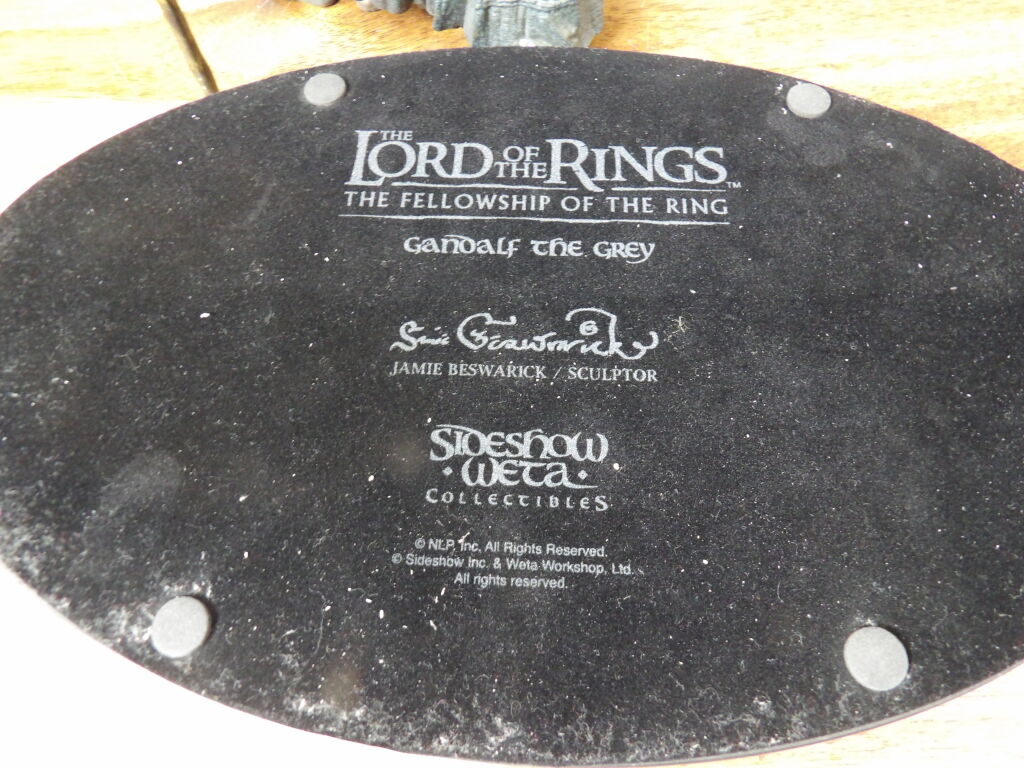 THE LORD OF THE RINGS™
THE FELLOWSHIP OF THE RING
GANDALF THE GREY
JAMIE BESWARICK / SCULPTOR
SIDESHOW
·WETA·
COLLECTIBLES
© NLP, Inc. All Rights Reserved.
© Sideshow Inc. & Weta Workshop, Ltd.
All rights reserved.